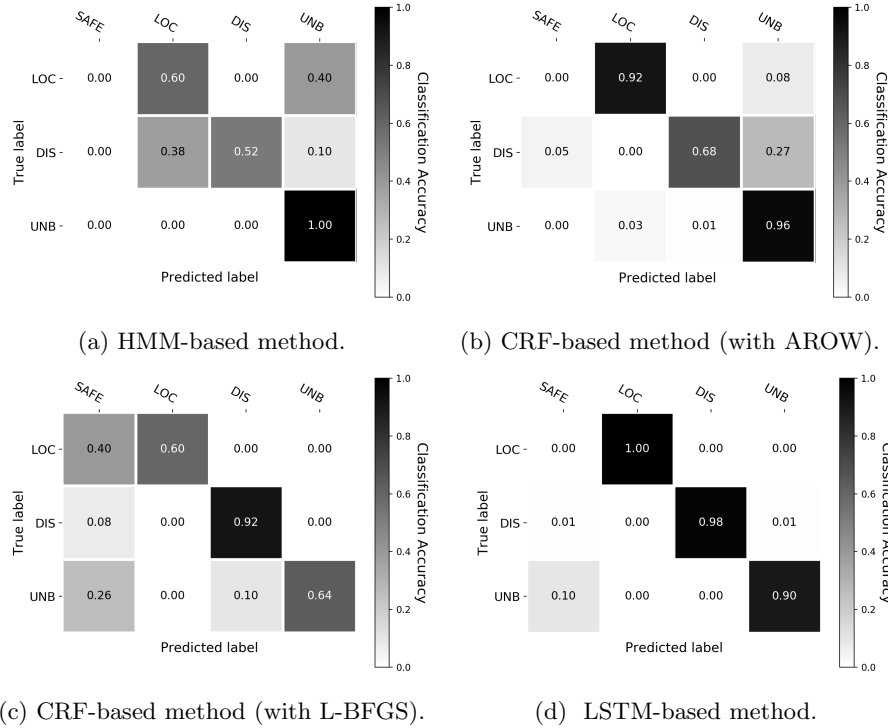 SAFE LOC DIS UNB
LOC 0.00 0.60 0.00 0.40
DIS 0.00 0.38 0.52 0.10
UNB 0.00 0.00 0.00 1.00
True label
Predicted label
1.0
0.8
0.6
0.4
0.2
0.0
Classification Accuracy
(a) HMM-based method.
SAFE LOC DIS UNB
LOC 0.00 0.92 0.00 0.08
DIS 0.05 0.00 0.68 0.27
UNB 0.00 0.03 0.01 0.96
True label
Predicted label
1.0
0.8
0.6
0.4
0.2
0.0
Classification Accuracy
(b) CRF-based method (with AROW).
SAFE LOC DIS UNB
LOC 0.40 0.60 0.00 0.00
DIS 0.08 0.00 0.92 0.00
UNB 0.26 0.00 0.10 0.64
True label
Predicted label
1.0
0.8
0.6
0.4
0.2
0.0
Classification Accuracy
(c) CRF-based method (with L-BFGS).
SAFE LOC DIS UNB
LOC 0.00 1.00 0.00 0.00
DIS 0.01 0.00 0.98 0.01
UNB 0.10 0.00 0.00 0.90
True label
Predicted label
1.0
0.8
0.6
0.4
0.2
0.0
Classification Accuracy
(d) LSTM-based method.